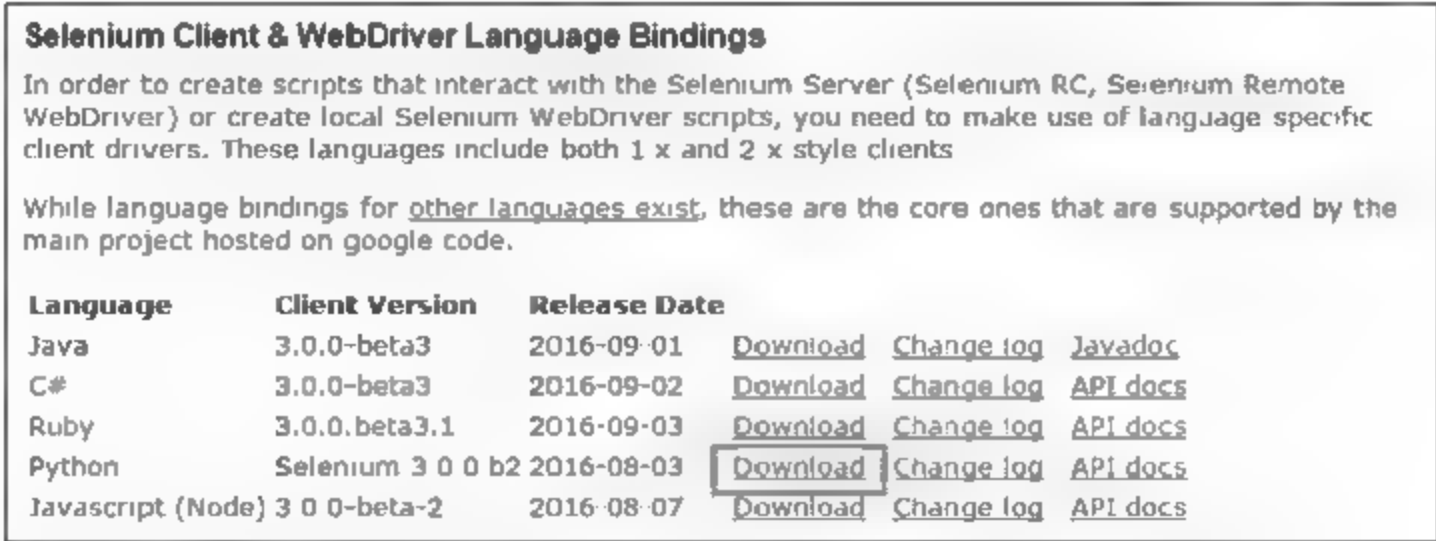 Selenium Client & WebDriver Language Bindings
In order to create scripts that interact with the Selenium Server (Selenium RC, Selenium Remote
WebDriver) or create local Selenium WebDriver scripts, you need to make use of language specific
client drivers. These languages include both 1 x and 2 x style clients
While language bindings for other languages exist, these are the core ones that are supported by the
main project hosted on google code.
Language Client Version Release Date
Java 3.0.0-beta3 2016-09-01 Download Change log Javadoc
C# 3.0.0-beta3 2016-09-02 Download Change log API docs
Ruby 3.0.0.beta3.1 2016-09-03 Download Change log API docs
Python Selenium 3 0 0 b2 2016-08-03 Download Change log API docs
Javascript (Node) 3 0 0-beta-2 2016-08-07 Download Change log API docs